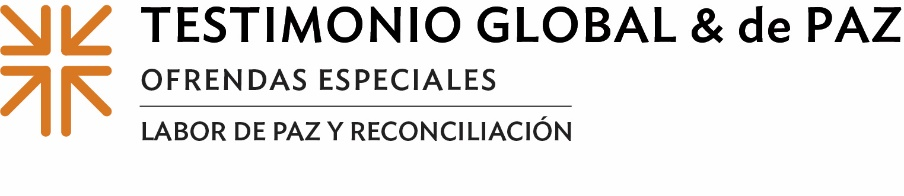 TESTIMONIO GLOBAL & de PAZ
OFRENDAS ESPECIALES
LABOR DE PAZ Y RECONCILIACIÓN